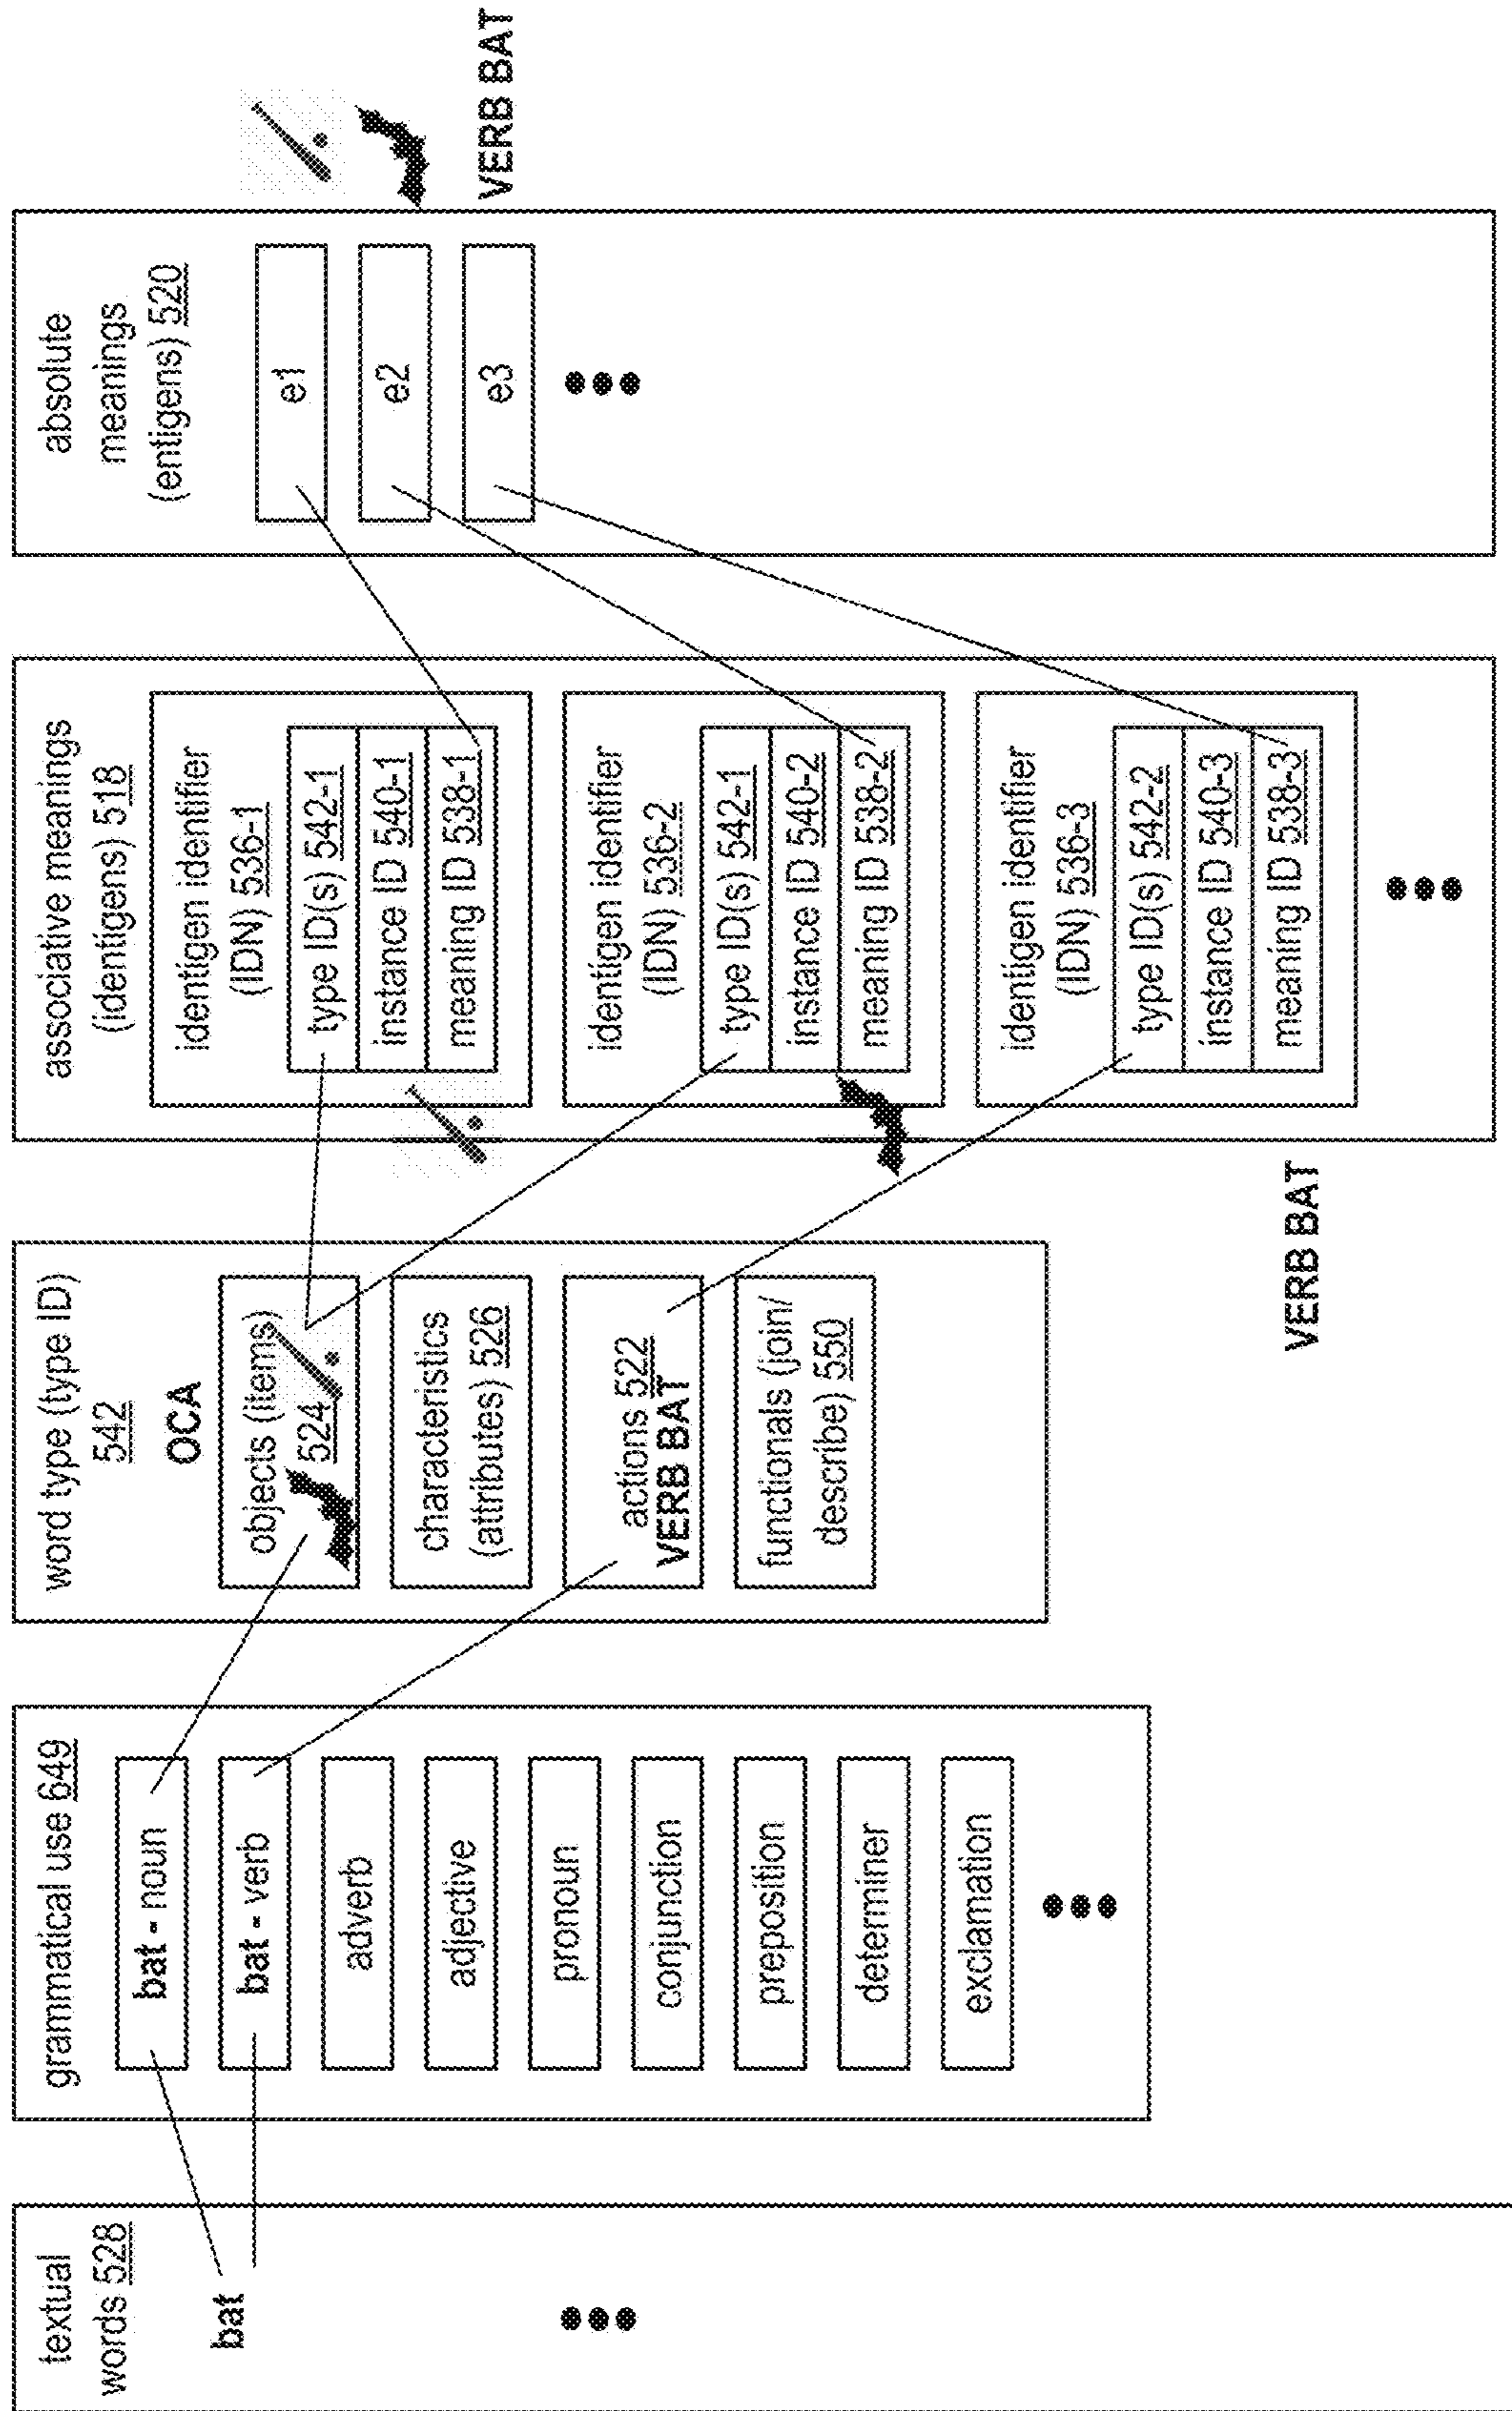 textual
words 528
bat
grammatical use 649
bat - noun
bat - verb
adverb
adjective
pronoun
conjunction
preposition
determiner
exclamation
word type (type ID)
542
OCA
objects (items)
524
characteristics
(attributes) 526
actions 522
VERB BAT
functionals (join/
describe) 550
associative meanings
(identigens) 518
identigen identifier
(IDN) 536-1
type ID(s) 542-1
instance ID 540-1
meaning ID 538-1
identigen identifier
(IDN) 536-2
type ID(s) 542-1
instance ID 540-2
meaning ID 538-2
identigen identifier
(IDN) 536-3
type ID(s) 542-2
instance ID 540-3
meaning ID 538-3
VERB BAT
absolute
meanings
(entigens) 520
e1
e2
e3
VERB BAT